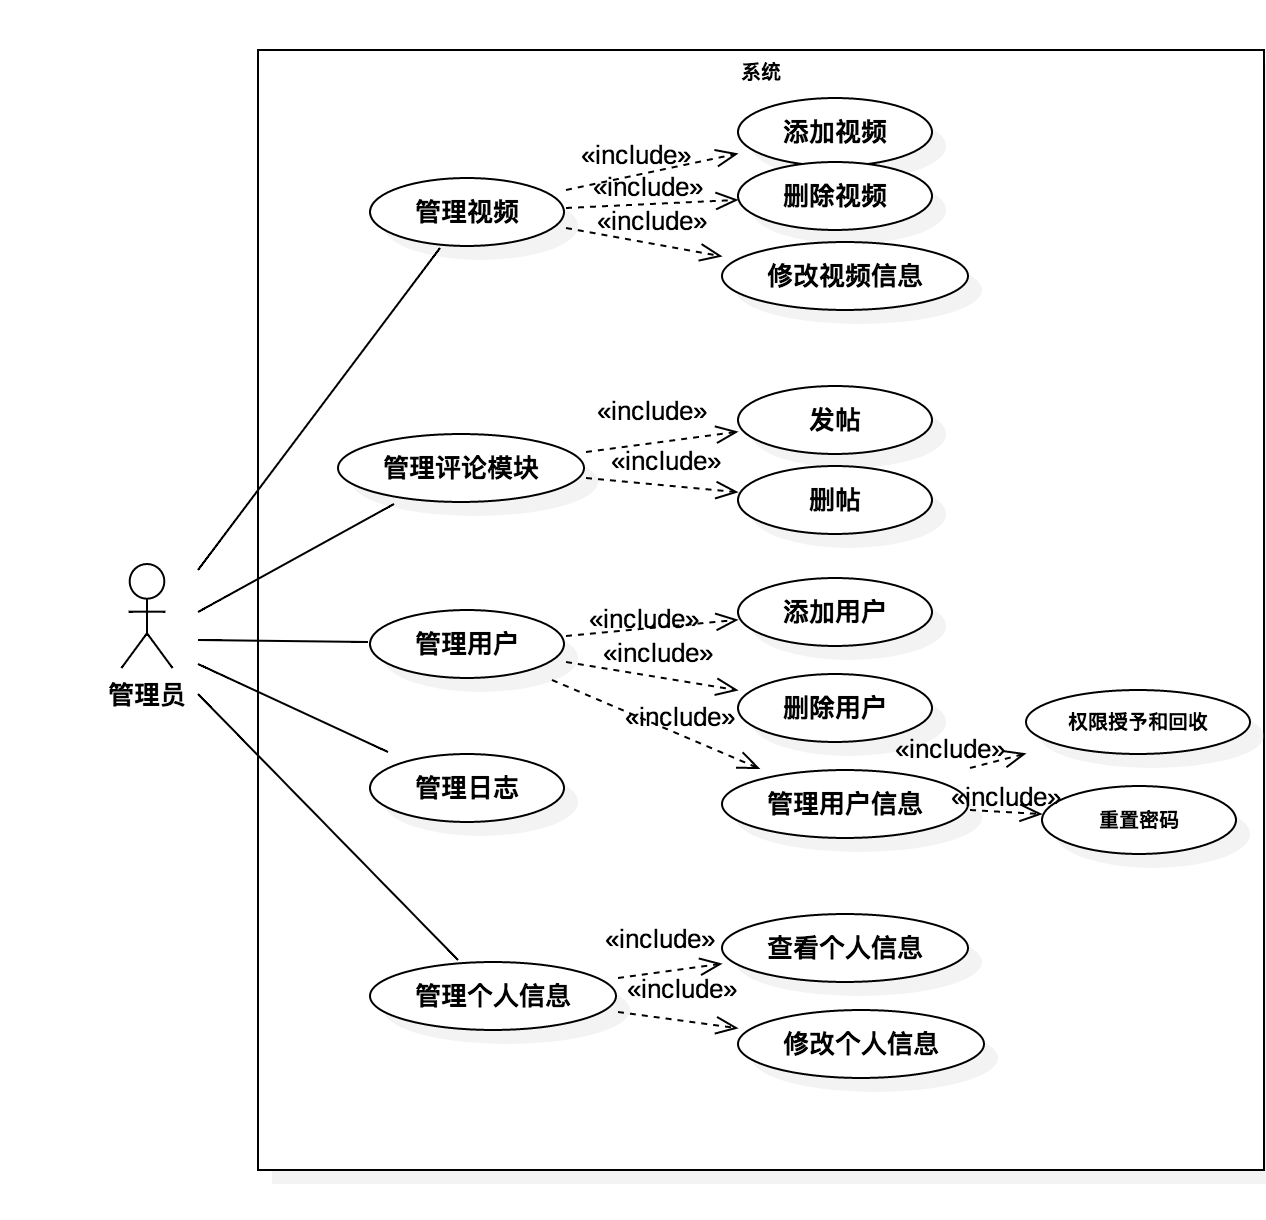 系统
添加视频
«include»
«include»
删除视频
管理视频
«include»
修改视频信息
«include»
发帖
管理评论模块
«include»
删帖
添加用户
«include»
管理用户
«include»
管理员
删除用户
«include»
权限授予和回收
«include»
管理日志
管理用户信息
«include»
重置密码
«include»
查看个人信息
«include»
管理个人信息
修改个人信息